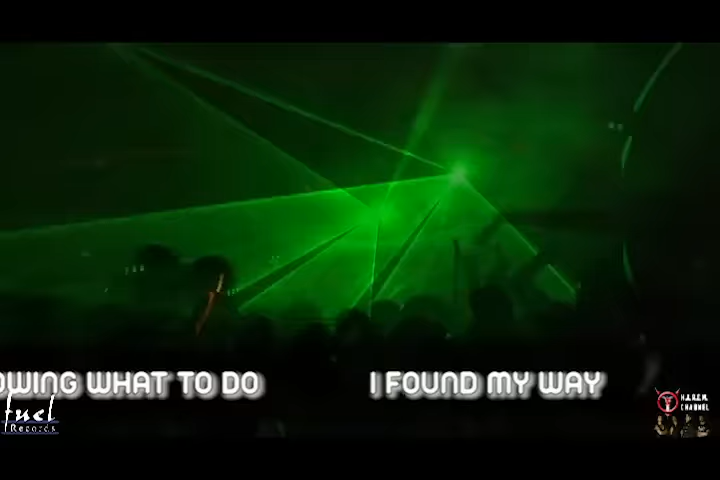 OWING WHAT TO DO I FOUND MY WAY
fuel
Records
H.A.R.E.M.
CHANNEL